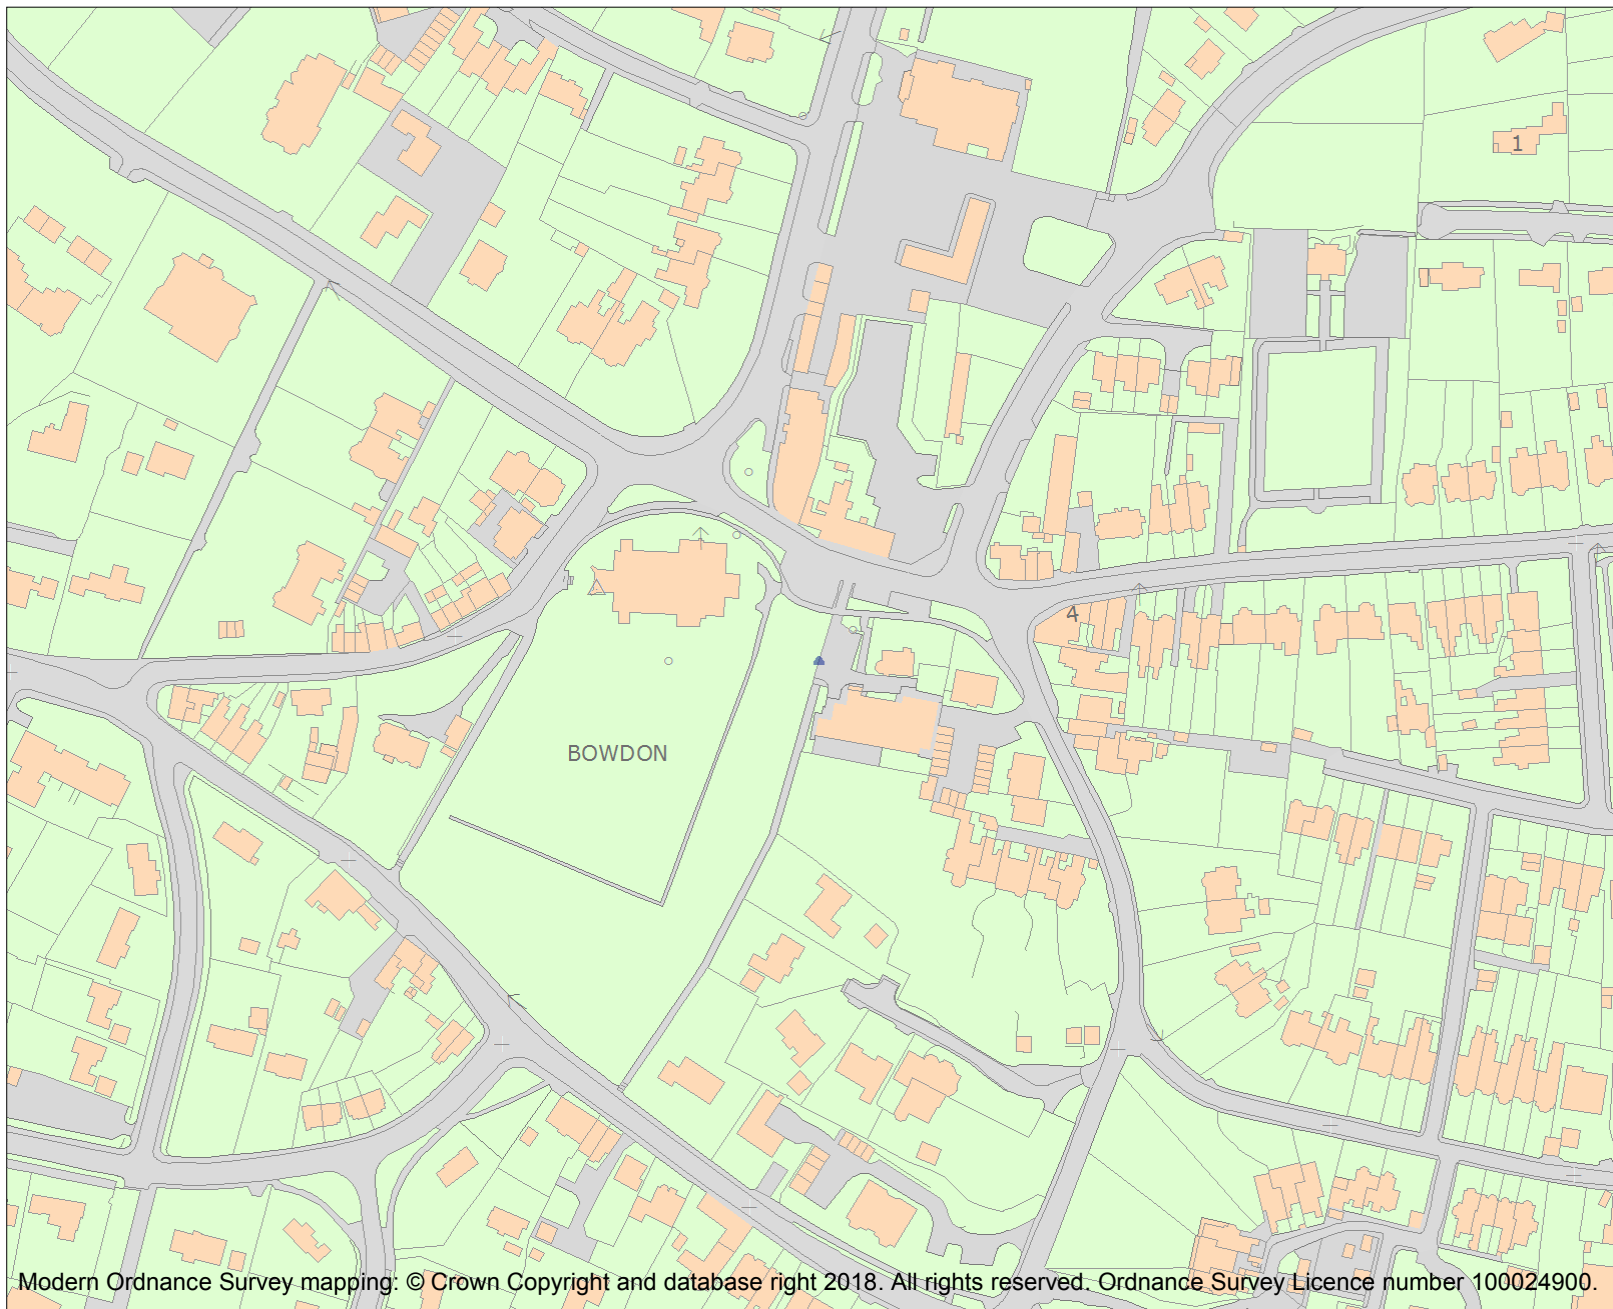 1
4
BOWDON
Modern Ordnance Survey mapping: © Crown Copyright and database right 2018. All rights reserved. Ordnance Survey Licence number 100024900.